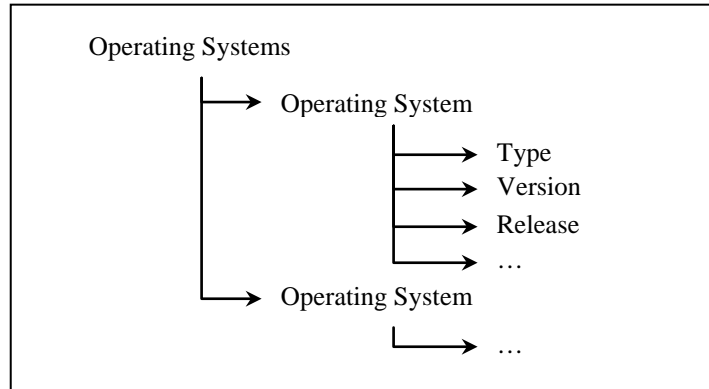 Operating Systems
Operating System
Type
Version
Release
…
Operating System
…